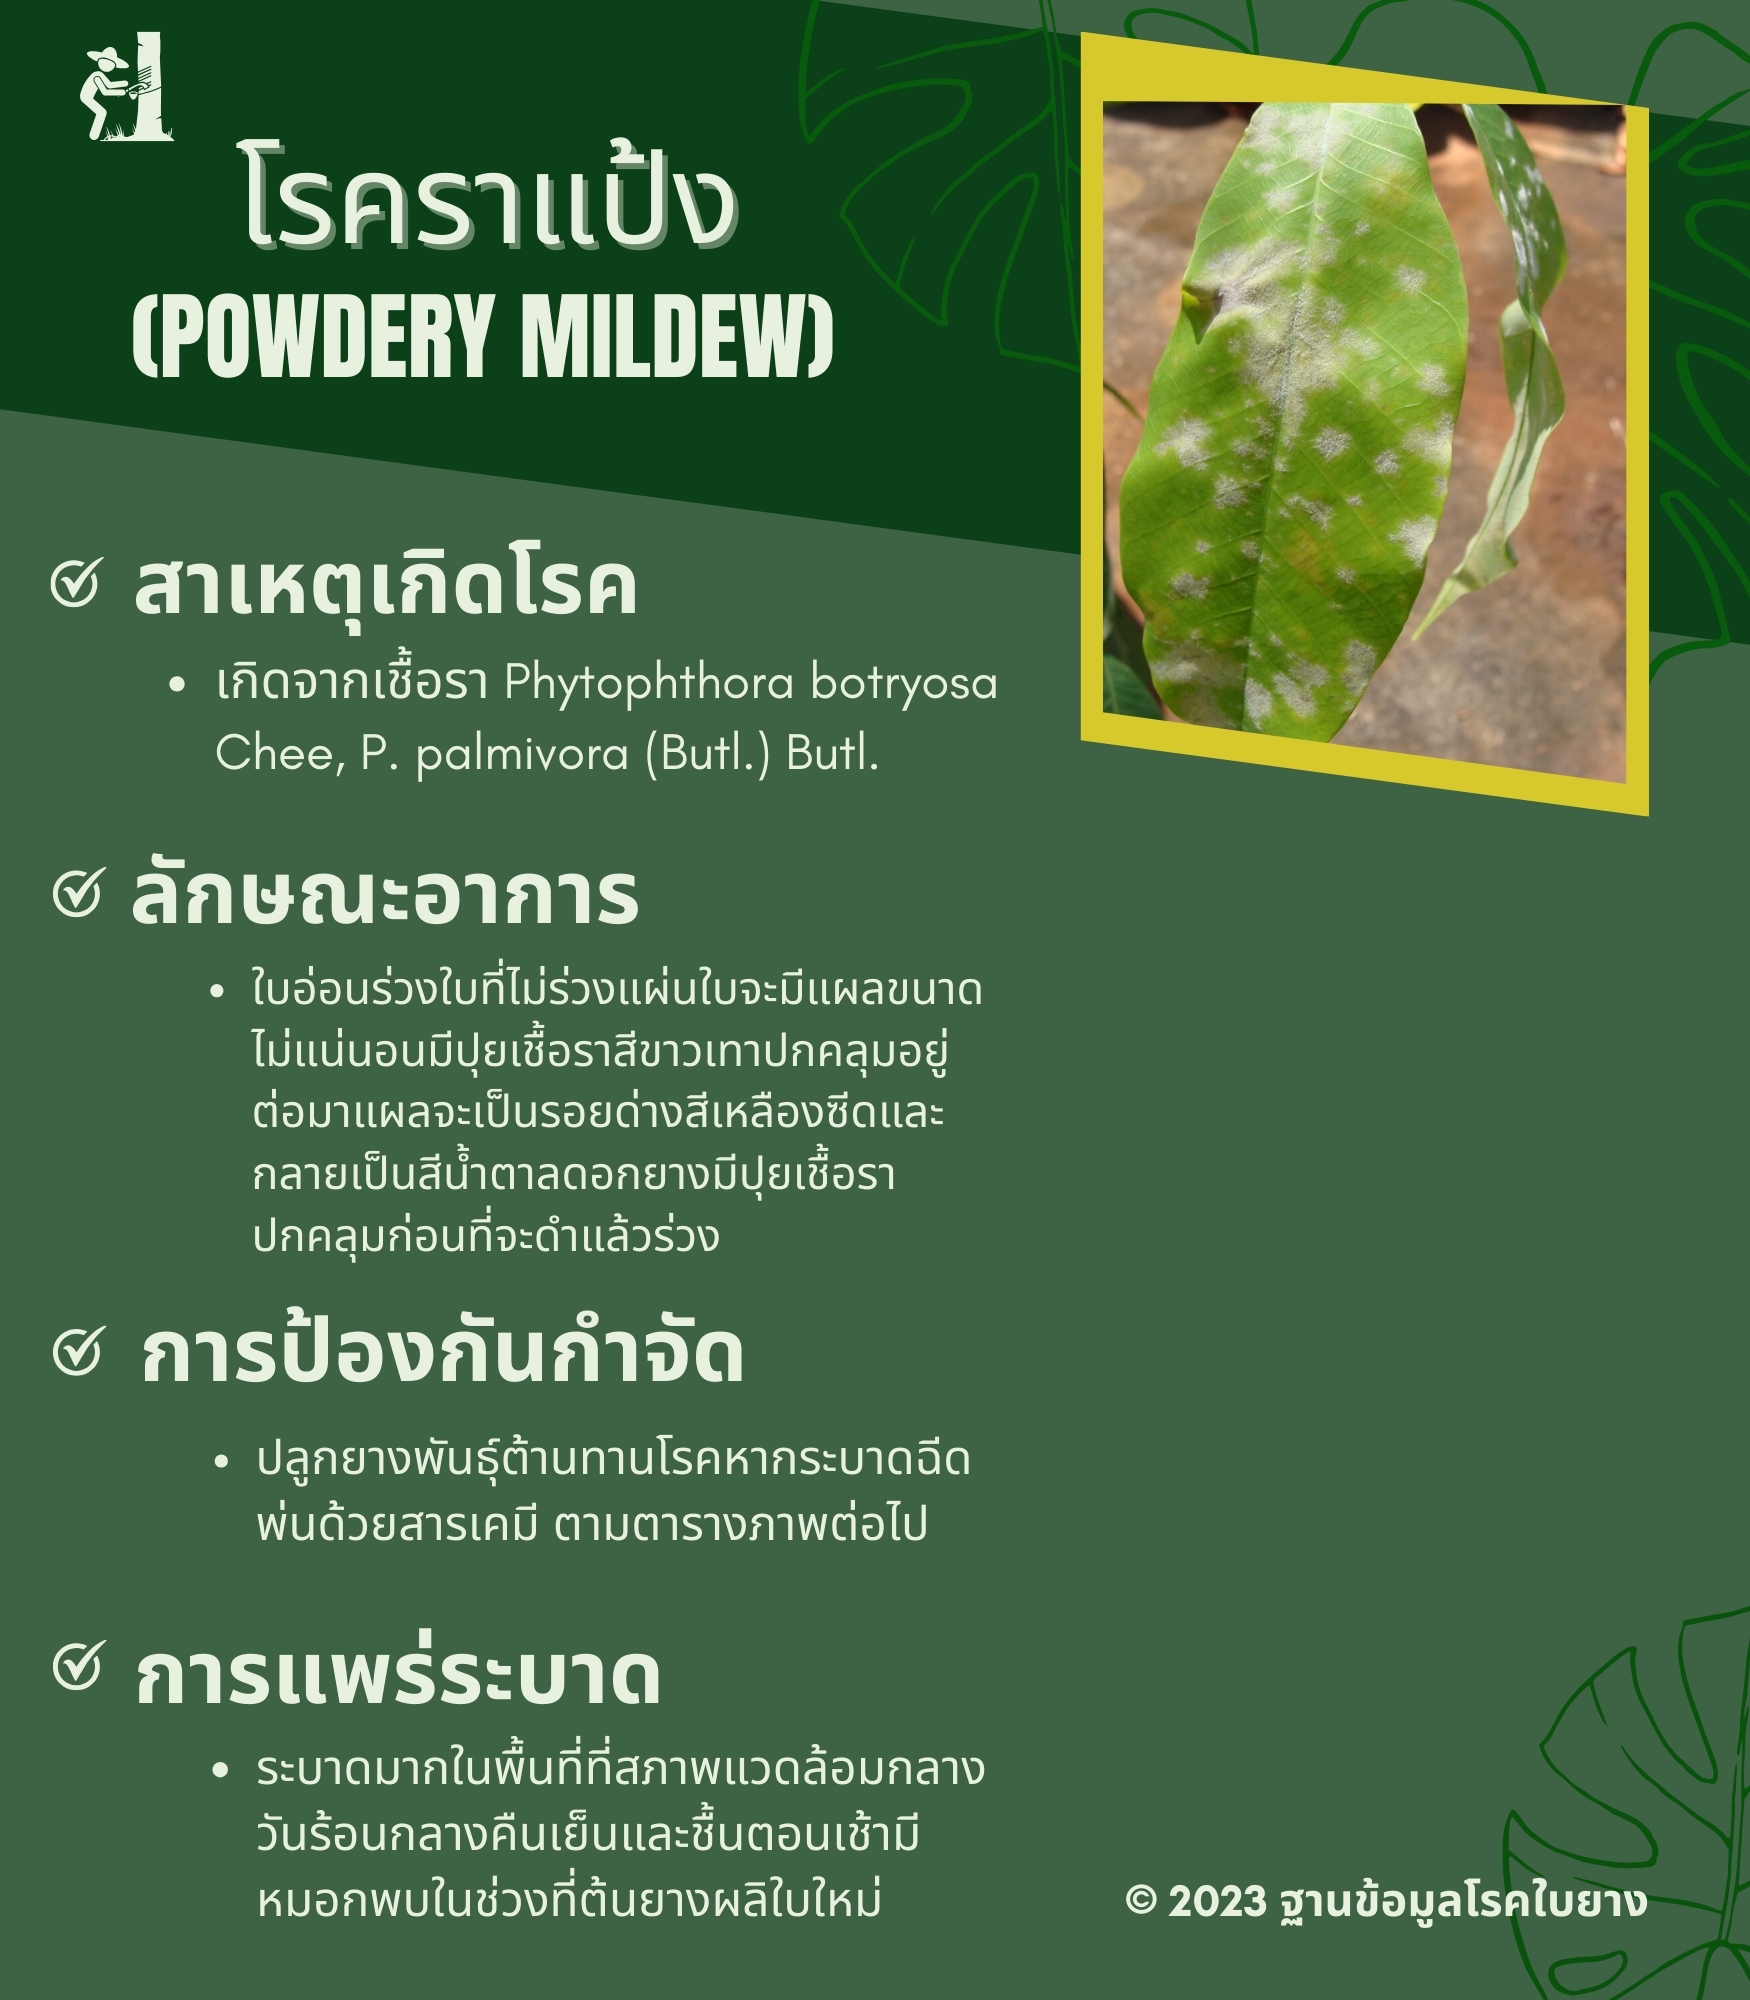 โรคราแป้ง
(POWDERY MILDEW)
สาเหตุเกิดโรค
• เกิดจากเชื้อรา Phytophthora botryosa
Chee, P. palmivora (Butl.) Butl.
ลักษณะอาการ
• ใบอ่อนร่วงใบที่ไม่ร่วงแผ่นใบจะมีแผลขนาด
ไม่แน่นอนมีปุยเชื้อราสีขาวเทาปกคลุมอยู่
ต่อมาแผลจะเป็นรอยด่างสีเหลืองซีดและ
กลายเป็นสีน้ำตาลดอกยางมีปุยเชื้อรา
ปกคลุมก่อนที่จะดำแล้วร่วง
การป้องกันกำจัด
• ปลูกยางพันธุ์ต้านทานโรคหากระบาดฉีด
พ่นด้วยสารเคมี ตามตารางภาพต่อไป
การแพร่ระบาด
• ระบาดมากในพื้นที่ที่สภาพแวดล้อมกลาง
วันร้อนกลางคืนเย็นและชื้นตอนเช้ามี
หมอกพบในช่วงที่ต้นยางผลิใบใหม่
© 2023 ฐานข้อมูลโรคใบยาง